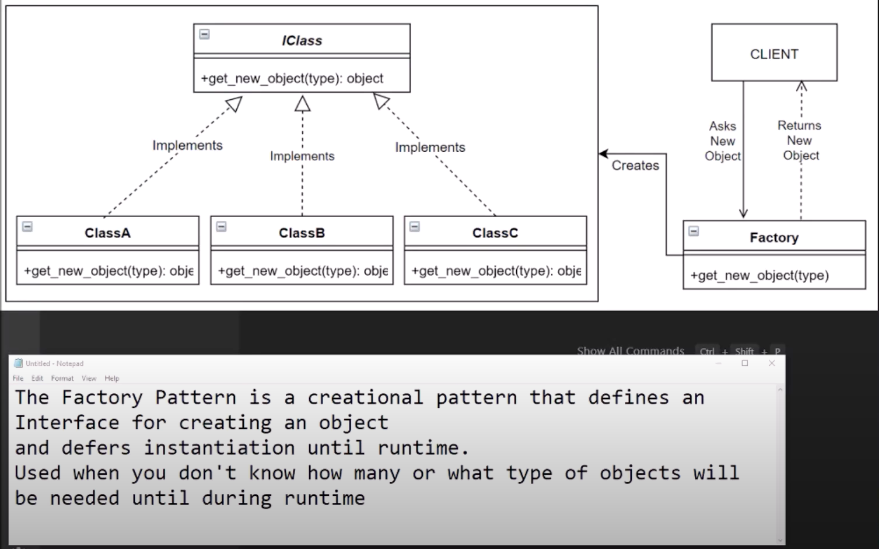 IClass
+get_new_object(type): object
CLIENT
Implements
Implements
Implements
Asks
New
Object
Returns
New
Object
Creates
ClassA
+get_new_object(type): obje
ClassB
+get_new_object(type): obje
ClassC
+get_new_object(type): obje
Factory
+get_new_object(type)
Show All Commands Ctrl + Shift + P
Untitled - Notepad
File Edit Format View Help
The Factory Pattern is a creational pattern that defines an
Interface for creating an object
and defers instantiation until runtime.
Used when you don't know how many or what type of objects will
be needed until during runtime